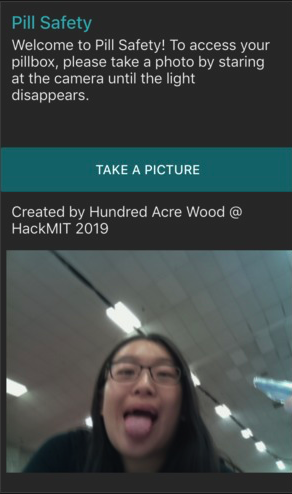 Pill Safety
Welcome to Pill Safety! To access your
pillbox, please take a photo by staring
at the camera until the light
disappears.
TAKE A PICTURE
Created by Hundred Acre Wood @
HackMIT 2019